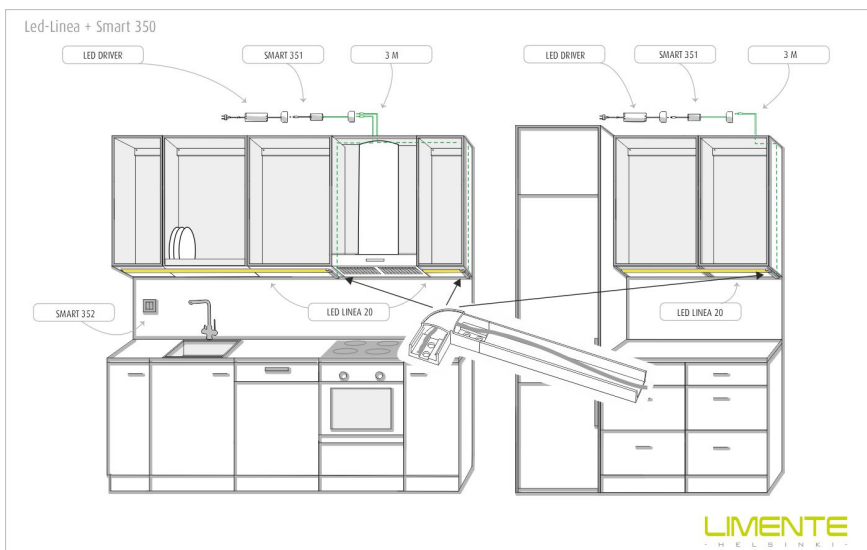 Led-Linea + Smart 350
LED DRIVER
SMART 351
3 M
LED DRIVER
SMART 351
3 M
SMART 352
LED LINEA 20
LED LINEA 20
LIMENTE
- HELSINKI -